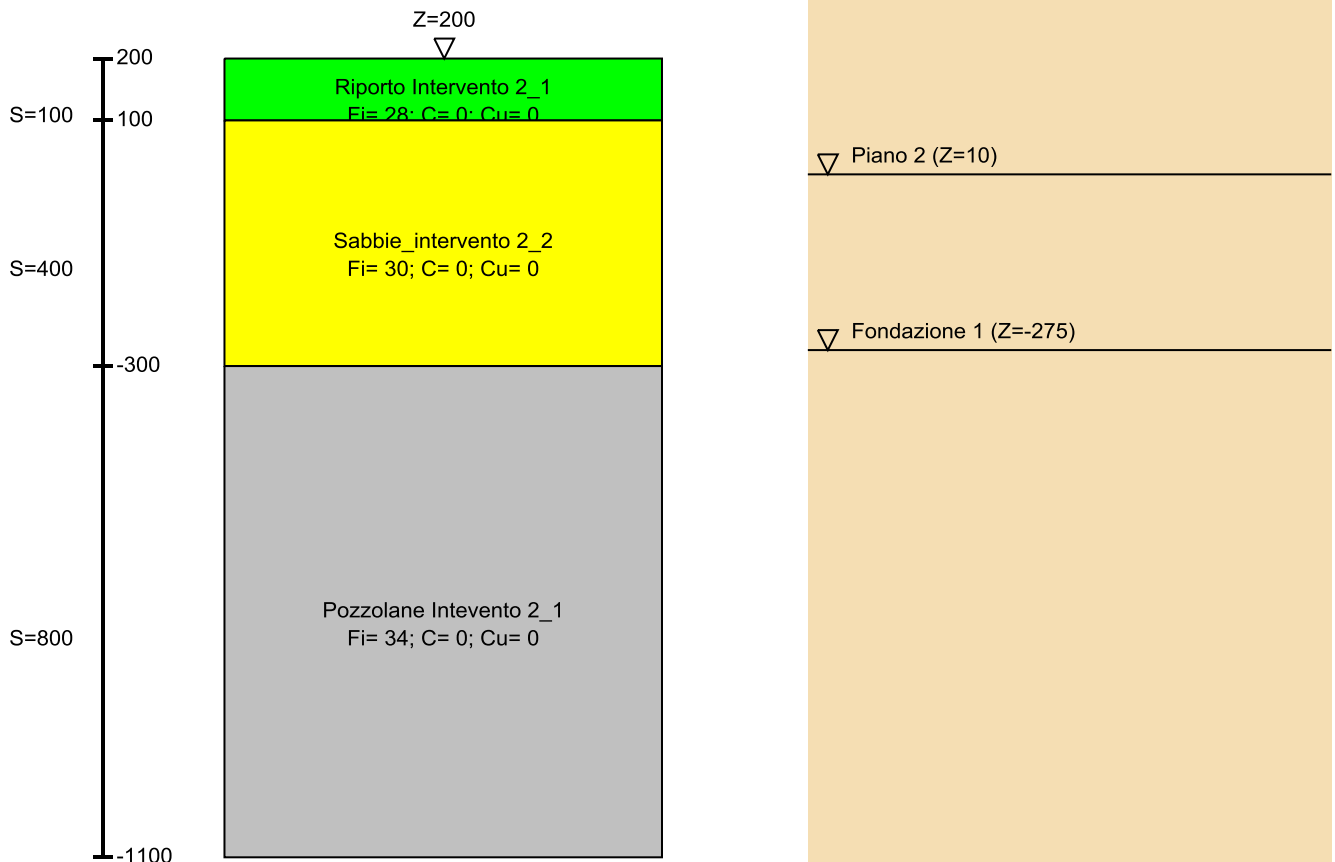 Z=200
200
Riporto Intervento 2_1
Fi= 28; C= 0; Cu= 0
S=100
100
Piano 2 (Z=10)
Sabbie_intervento 2_2
Fi= 30; C= 0; Cu= 0
S=400
Fondazione 1 (Z=-275)
-300
Pozzolane Intevento 2_1
Fi= 34; C= 0; Cu= 0
S=800
-1100